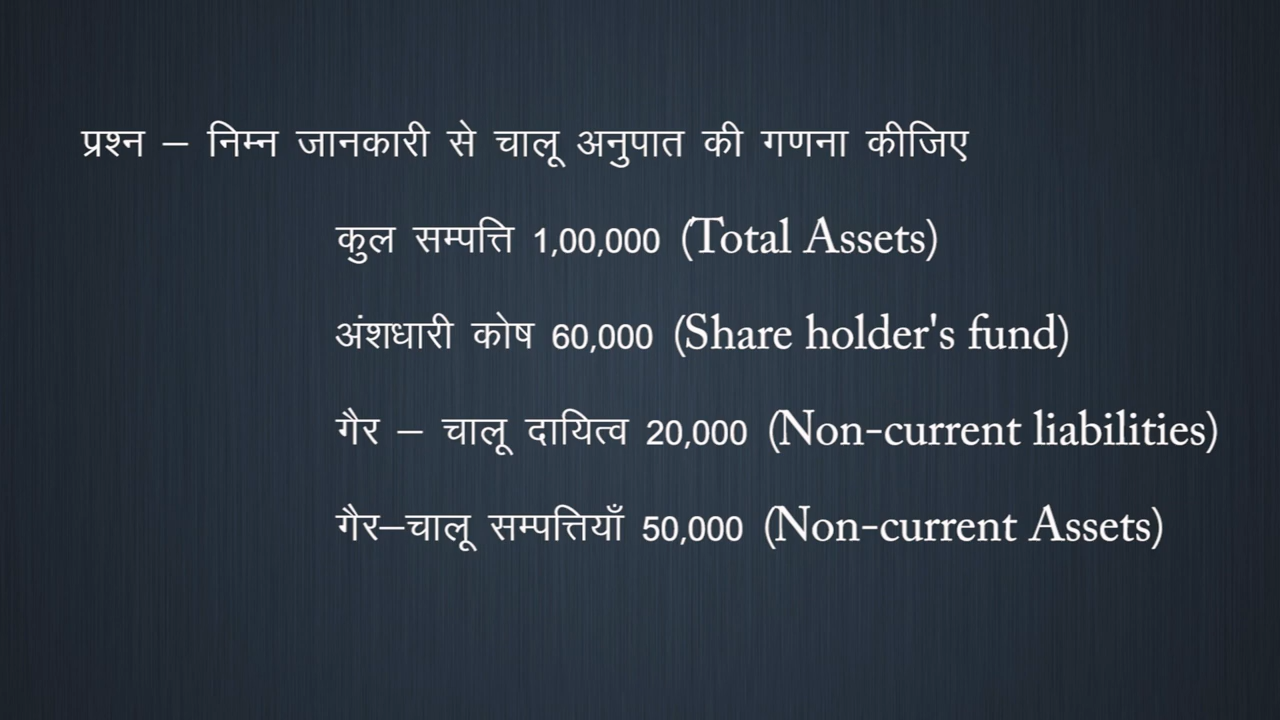 प्रश्न – निम्न जानकारी से चालू अनुपात की गणना कीजिए
कुल सम्पत्ति 1,00,000 (Total Assets)
अंशधारी कोष 60,000 (Share holder's fund)
गैर – चालू दायित्व 20,000 (Non-current liabilities)
गैर–चालू सम्पत्तियाँ 50,000 (Non-current Assets)